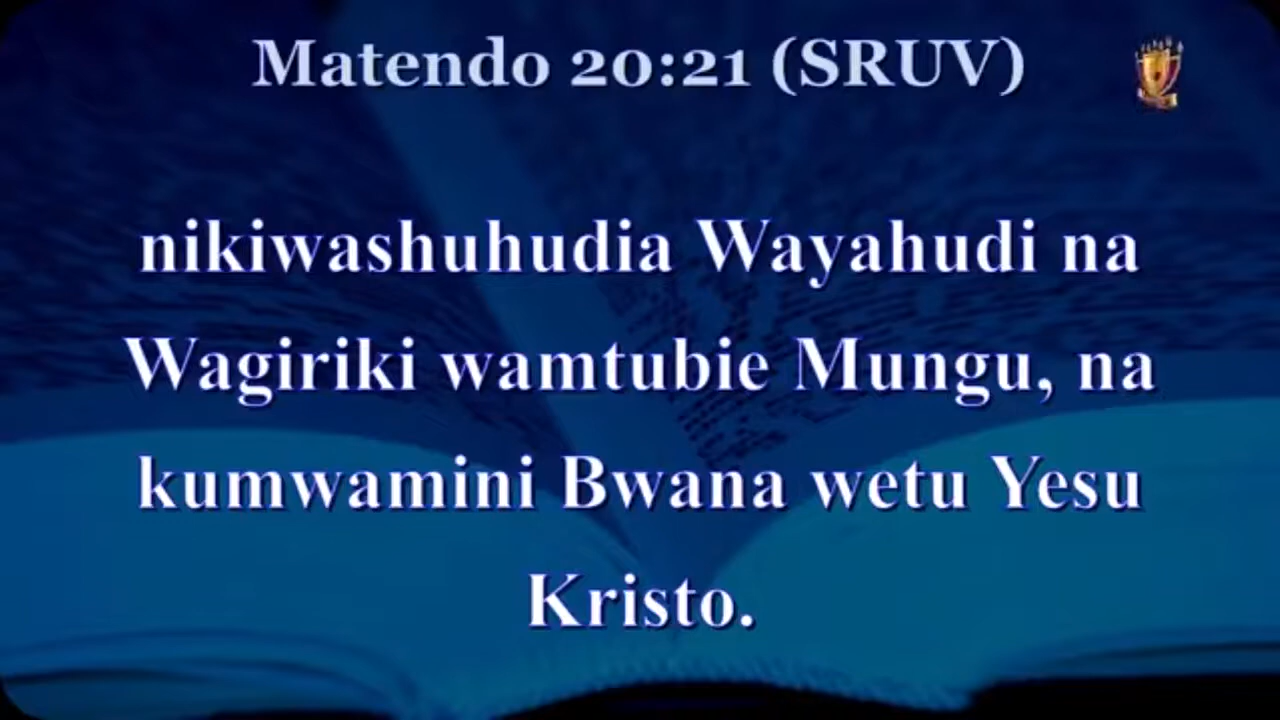 Matendo 20:21 (SRUV)
nikiwashuhudia Wayahudi na
Wagiriki wamtubie Mungu, na
kumwamini Bwana wetu Yesu
Kristo.